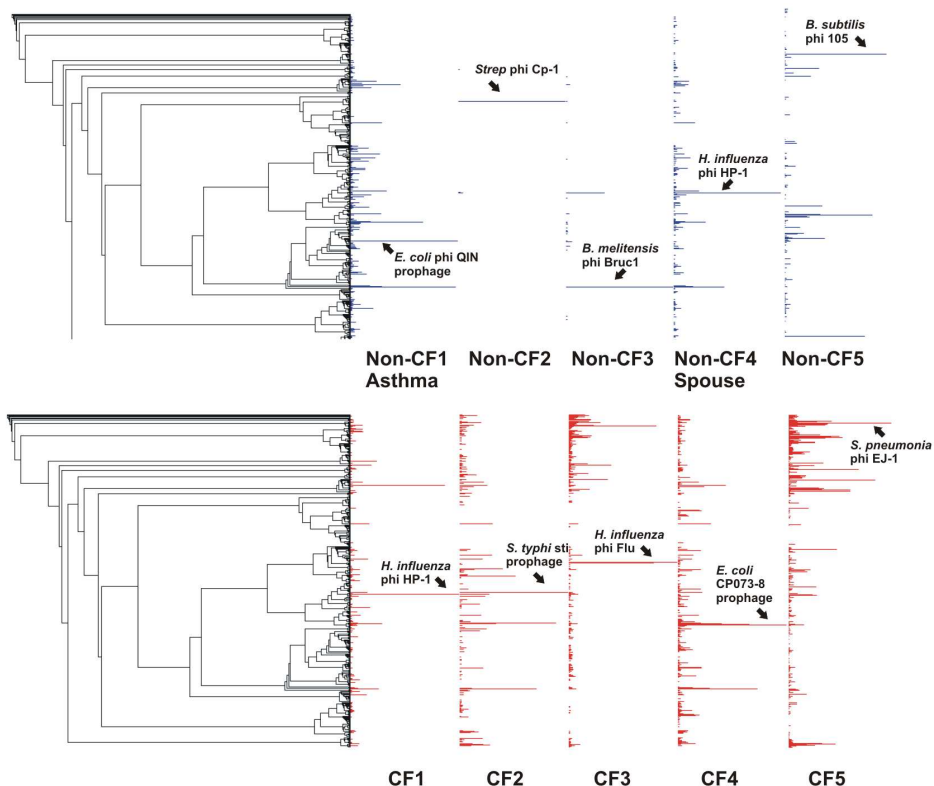 B. subtilis
phi 105
Strep phi Cp-1
H. influenza
phi HP-1
E. coli phi QIN
prophage
B. melitensis
phi Bruc1
Non-CF1
Asthma
Non-CF2
Non-CF3
Non-CF4
Spouse
Non-CF5
S. pneumonia
phi EJ-1
H. influenza
phi HP-1
S. typhi sti
prophage
H. influenza
phi Flu
E. coli
CP073-8
prophage
CF1
CF2
CF3
CF4
CF5